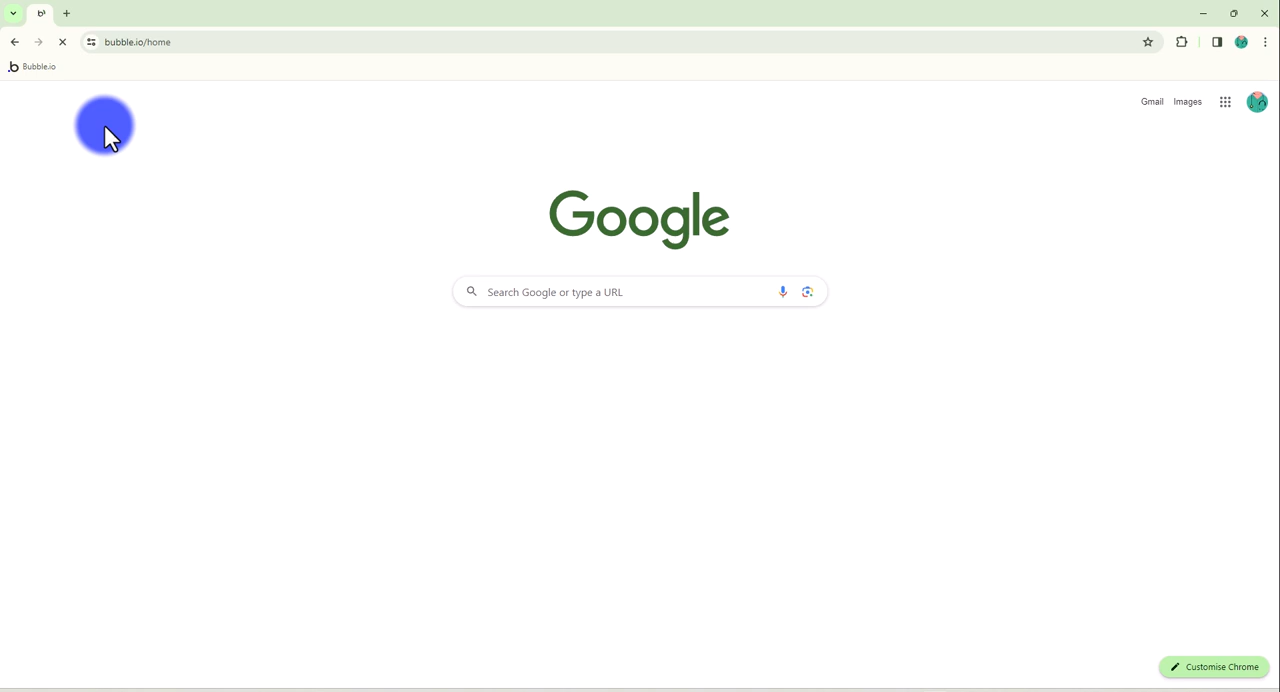 bubble.io/home
Bubble.io
Gmail Images
Google
Search Google or type a URL
Customise Chrome